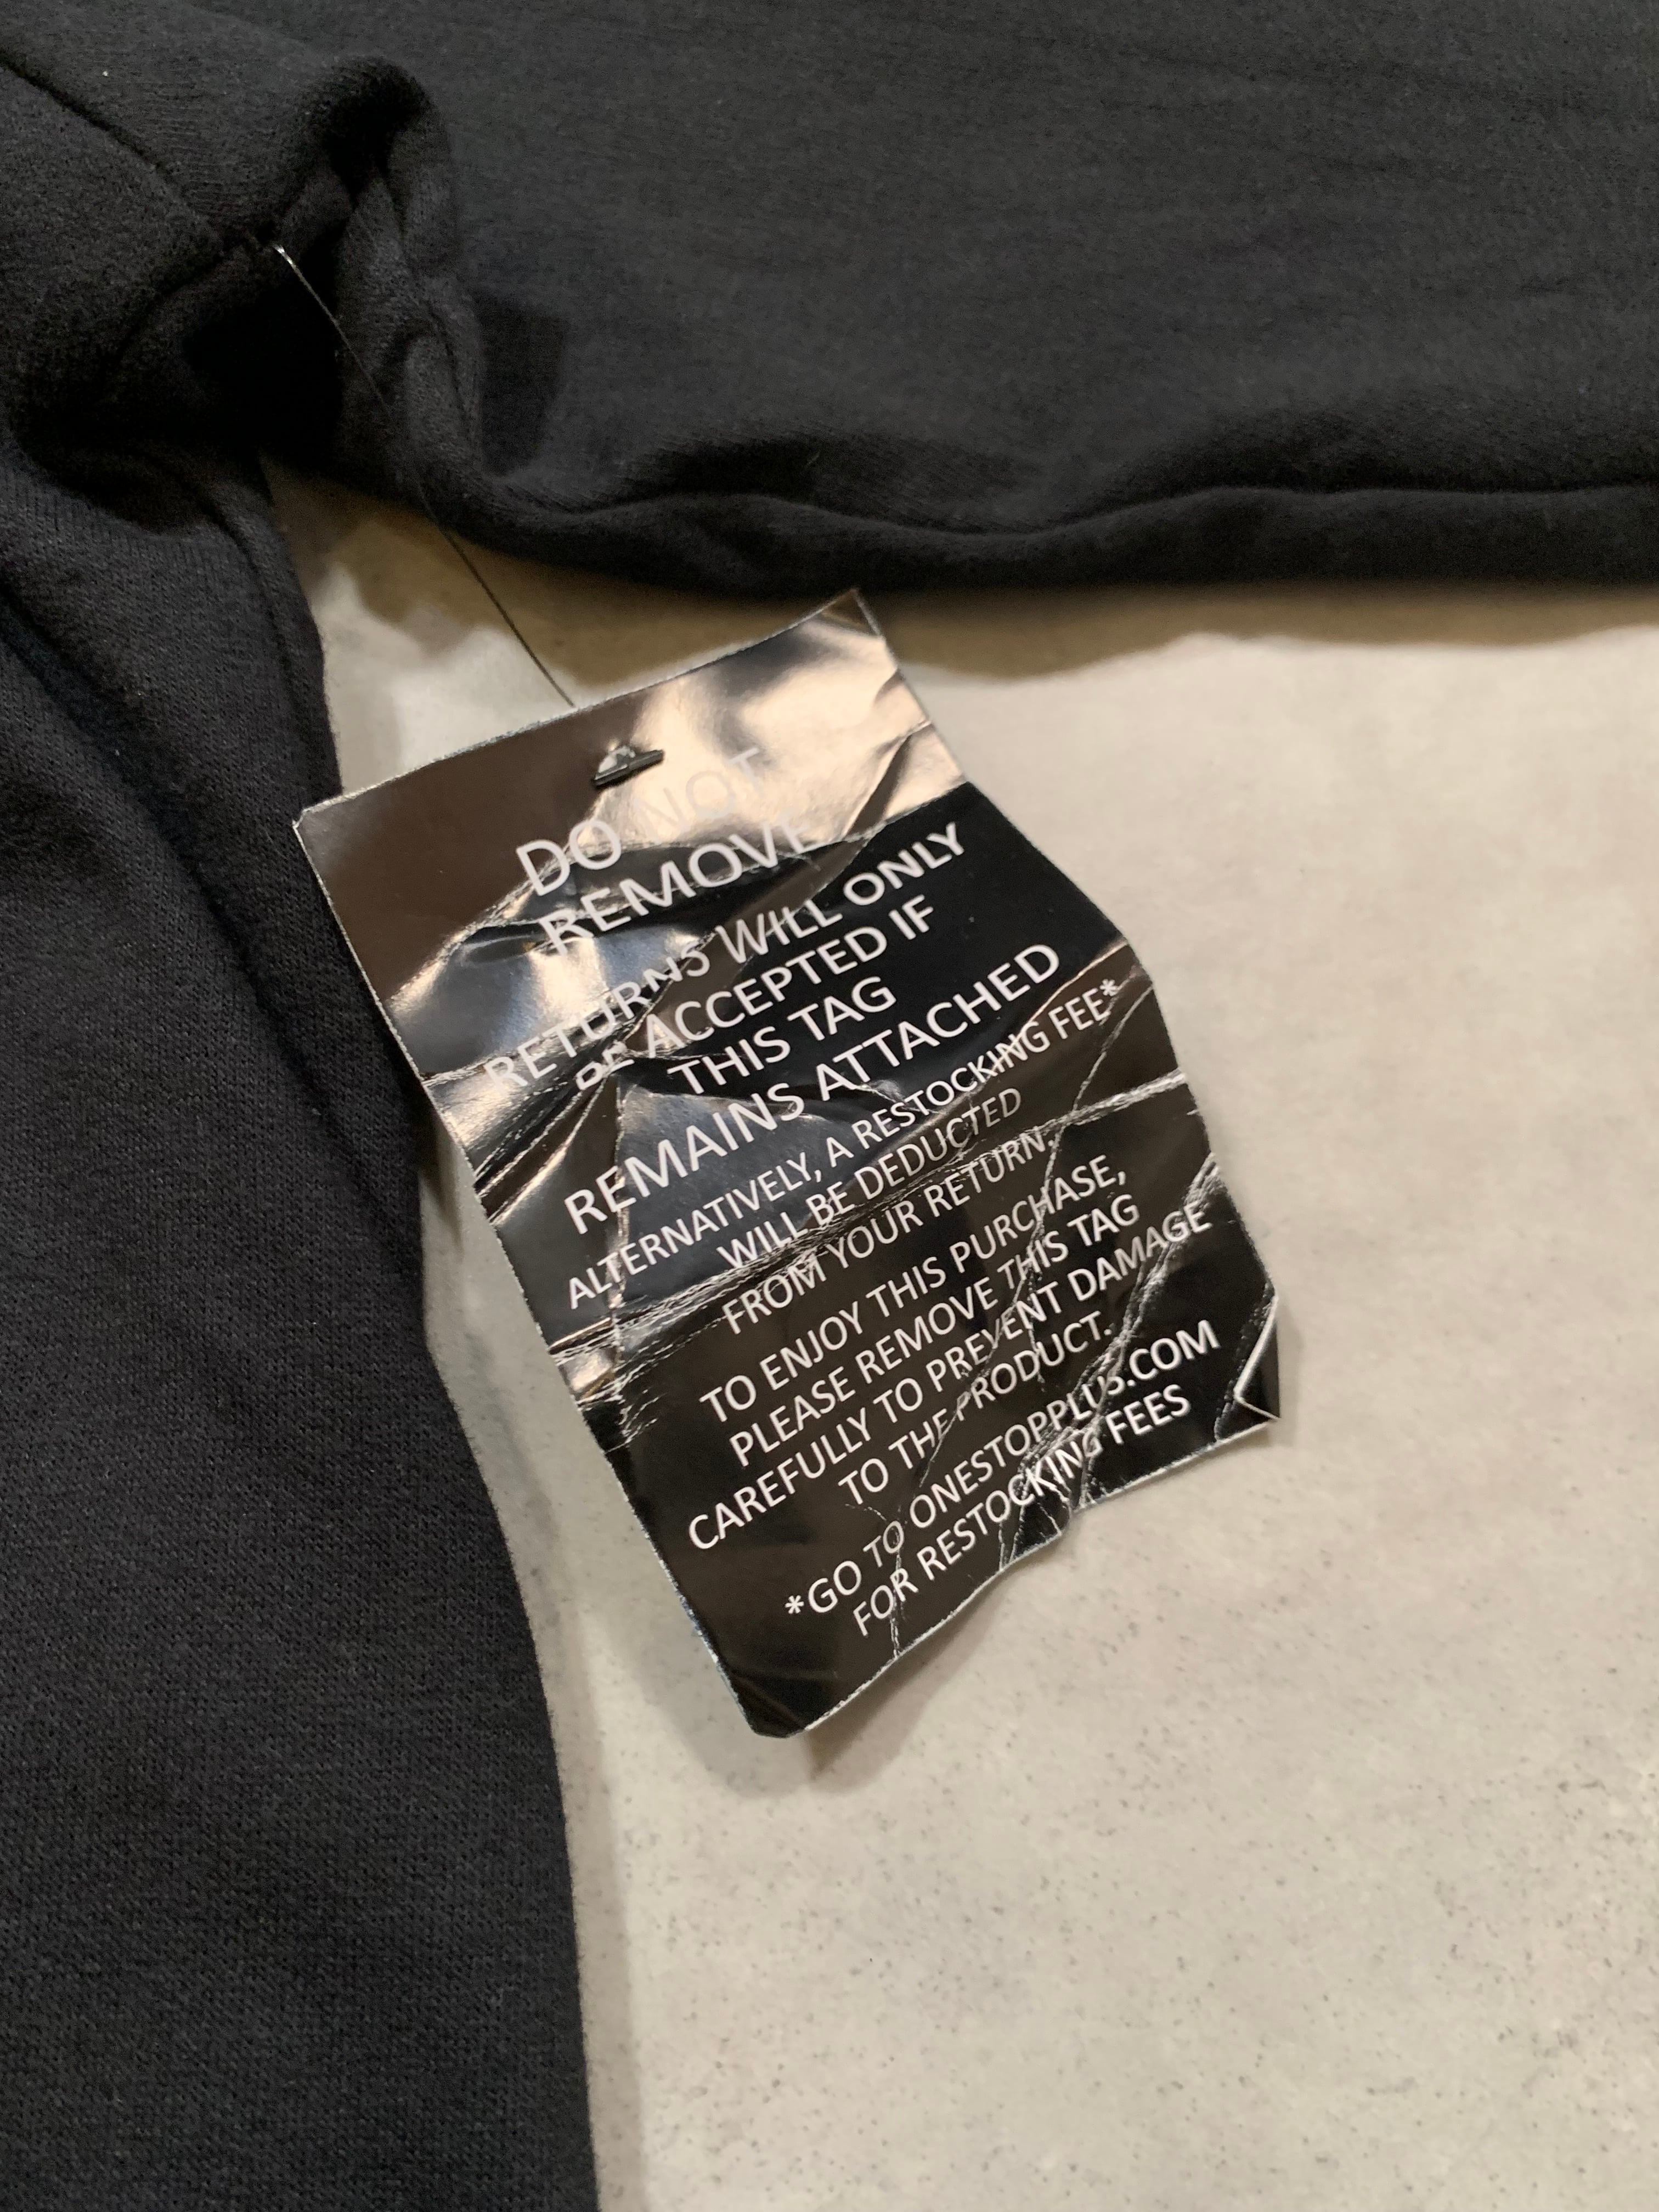 DO NOT
REMOVE
RETURNS WILL ONLY
BE ACCEPTED IF
THIS TAG
REMAINS ATTACHED
ALTERNATIVELY, A RESTOCKING FEE*
WILL BE DEDUCTED
FROM YOUR RETURN.
TO ENJOY THIS PURCHASE,
PLEASE REMOVE THIS TAG
CAREFULLY TO PREVENT DAMAGE
TO THE PRODUCT.
*GO TO ONESTOPPLUS.COM
FOR RESTOCKING FEES